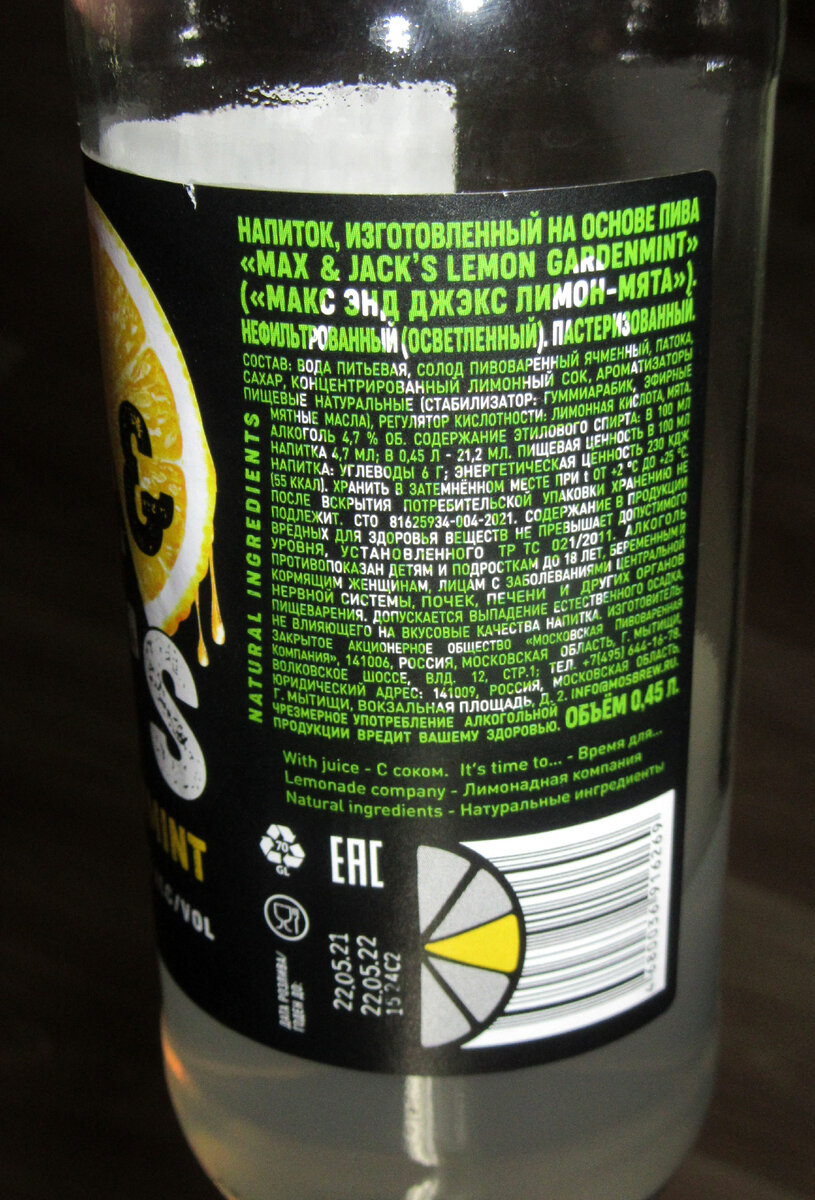 НАПИТОК, ИЗГОТОВЛЕННЫЙ НА ОСНОВЕ ПИВА
«MAX & JACK'S LEMON GARDENMINT»
(«МАКС ЭНД ДЖЭКС ЛИМОН-МЯТА»).
НЕФИЛЬТРОВАННЫЙ (ОСВЕТЛЕННЫЙ). ПАСТЕРИЗОВАННЫЙ.
СОСТАВ: ВОДА ПИТЬЕВАЯ, СОЛОД ПИВОВАРЕННЫЙ ЯЧМЕННЫЙ, ПАТОКА,
САХАР, КОНЦЕНТРИРОВАННЫЙ ЛИМОННЫЙ СОК, АРОМАТИЗАТОРЫ
ПИЩЕВЫЕ НАТУРАЛЬНЫЕ (СТАБИЛИЗАТОР: ГУММИАРАБИК, ЭФИРНЫЕ
МЯТНЫЕ МАСЛА), РЕГУЛЯТОР КИСЛОТНОСТИ: ЛИМОННАЯ КИСЛОТА, МЯТА.
АЛКОГОЛЬ 4,7 % ОБ. СОДЕРЖАНИЕ ЭТИЛОВОГО СПИРТА: В 100 МЛ
НАПИТКА 4,7 МЛ; В 0,45 Л - 21,2 МЛ. ПИЩЕВАЯ ЦЕННОСТЬ В 100 МЛ
НАПИТКА: УГЛЕВОДЫ 6 Г; ЭНЕРГЕТИЧЕСКАЯ ЦЕННОСТЬ 230 КДЖ
(55 ККАЛ). ХРАНИТЬ В ЗАТЕМНЁННОМ МЕСТЕ ПРИ t ОТ +2 °C ДО +25 °C.
ПОСЛЕ ВСКРЫТИЯ ПОТРЕБИТЕЛЬСКОЙ УПАКОВКИ ХРАНЕНИЮ НЕ
ПОДЛЕЖИТ. СТО 81625934-004-2021. СОДЕРЖАНИЕ В ПРОДУКЦИИ
ВРЕДНЫХ ДЛЯ ЗДОРОВЬЯ ВЕЩЕСТВ НЕ ПРЕВЫШАЕТ ДОПУСТИМОГО
УРОВНЯ, УСТАНОВЛЕННОГО ТР ТС 021/2011. АЛКОГОЛЬ
ПРОТИВОПОКАЗАН ДЕТЯМ И ПОДРОСТКАМ ДО 18 ЛЕТ, БЕРЕМЕННЫМ И
КОРМЯЩИМ ЖЕНЩИНАМ, ЛИЦАМ С ЗАБОЛЕВАНИЯМИ ЦЕНТРАЛЬНОЙ
НЕРВНОЙ СИСТЕМЫ, ПОЧЕК, ПЕЧЕНИ И ДРУГИХ ОРГАНОВ
ПИЩЕВАРЕНИЯ. ДОПУСКАЕТСЯ ВЫПАДЕНИЕ ЕСТЕСТВЕННОГО ОСАДКА,
НЕ ВЛИЯЮЩЕГО НА ВКУСОВЫЕ КАЧЕСТВА НАПИТКА. ИЗГОТОВИТЕЛЬ:
ЗАКРЫТОЕ АКЦИОНЕРНОЕ ОБЩЕСТВО «МОСКОВСКАЯ ПИВОВАРЕННАЯ
КОМПАНИЯ», 141006, РОССИЯ, МОСКОВСКАЯ ОБЛАСТЬ, Г. МЫТИЩИ,
ВОЛКОВСКОЕ ШОССЕ, ВЛД. 12, СТР.1; ТЕЛ. +7(495) 644-16-78.
ЮРИДИЧЕСКИЙ АДРЕС: 141009, РОССИЯ, МОСКОВСКАЯ ОБЛАСТЬ,
Г. МЫТИЩИ, ВОКЗАЛЬНАЯ ПЛОЩАДЬ, Д. 2. INFO@MOSBREW.RU.
ЧРЕЗМЕРНОЕ УПОТРЕБЛЕНИЕ АЛКОГОЛЬНОЙ
ПРОДУКЦИИ ВРЕДИТ ВАШЕМУ ЗДОРОВЬЮ.
ОБЪЁМ 0,45 Л.
NATURAL INGREDIENTS
With juice - С соком. It's time to... - Время для...
Lemonade company - Лимонадная компания
Natural ingredients - Натуральные ингредиенты
&
S
MINT
ALC/VOL
70
GL
EAC
ДАТА РОЗЛИВА/
ГОДЕН ДО:
22.05.21
22.05.22
15 24C2
4680036916269